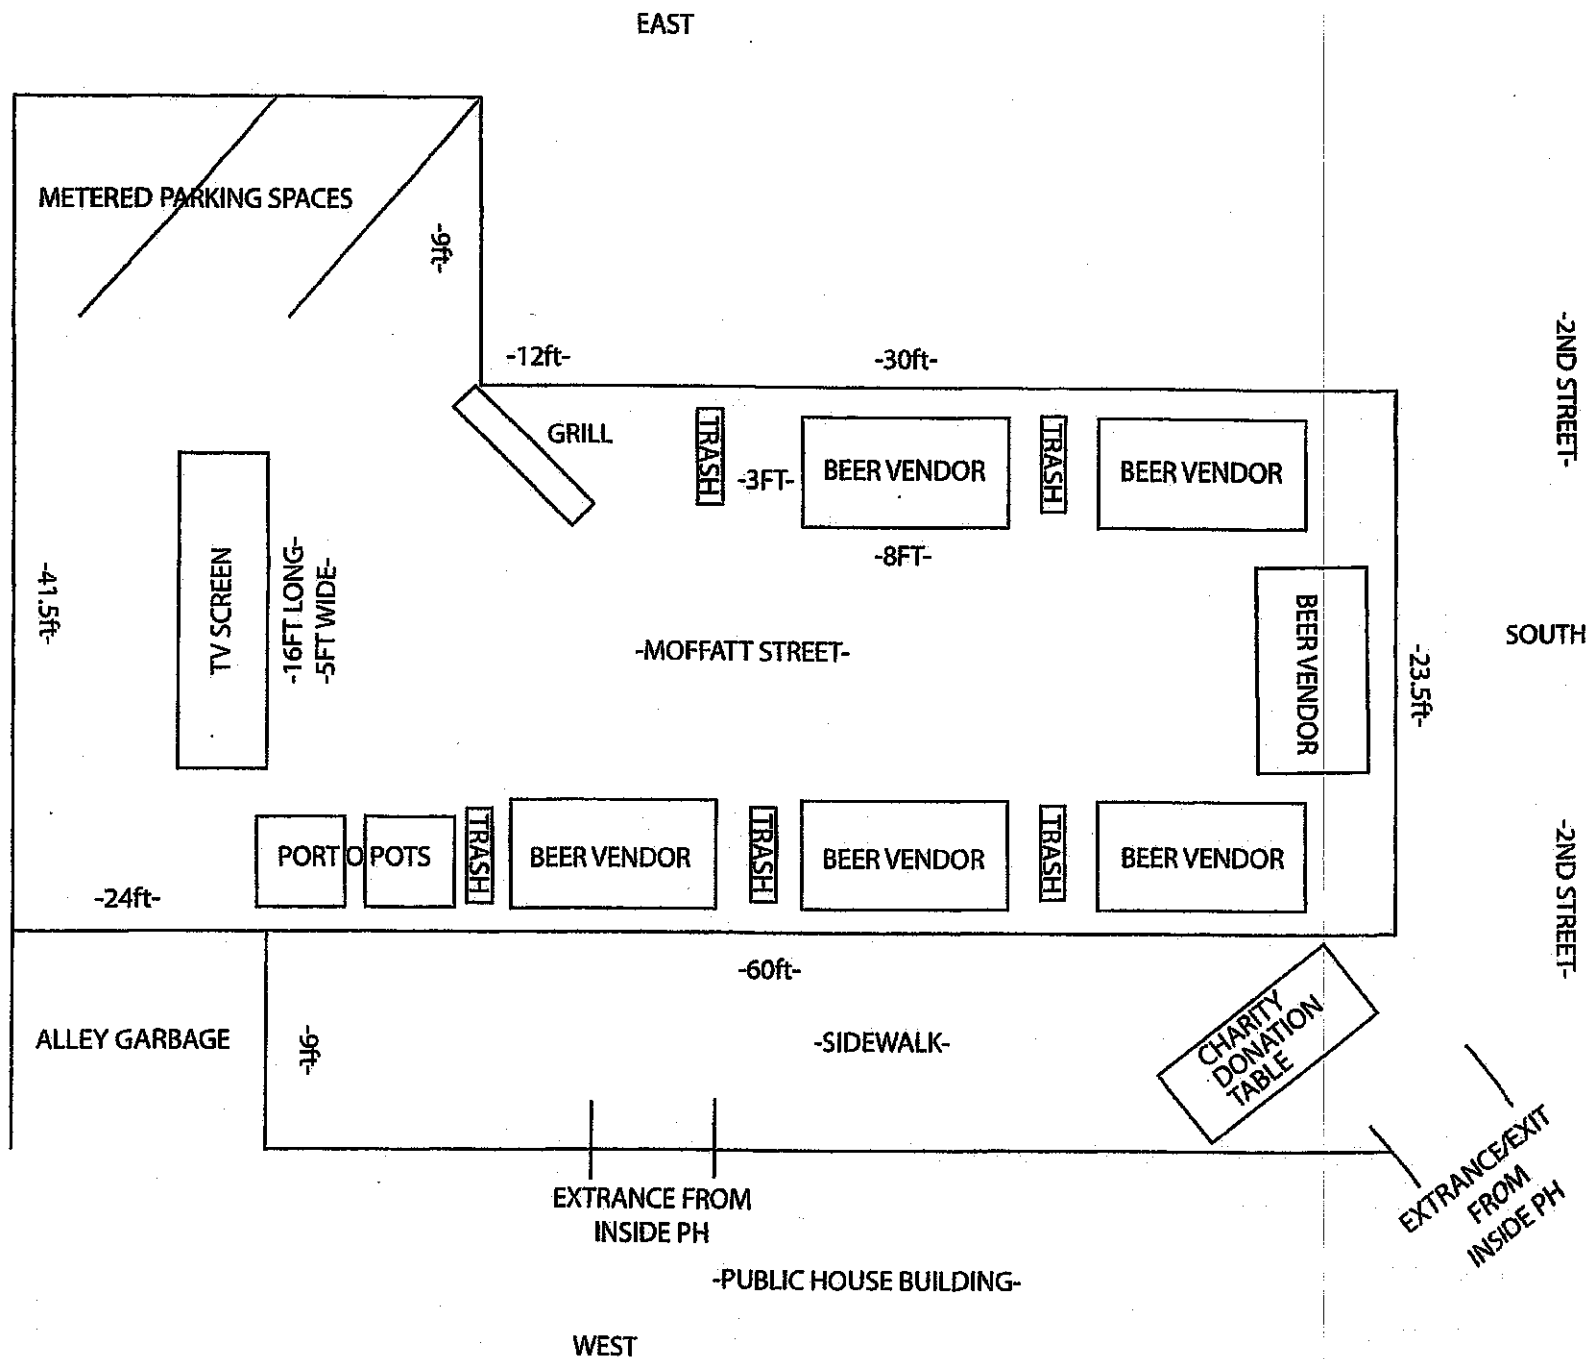 EAST
METERED PARKING SPACES
-9ft-
-12ft-
-30ft-
-2ND STREET-
GRILL
TRASH
-3FT-
BEER VENDOR
TRASH
BEER VENDOR
-8FT-
-41.5ft-
TV SCREEN
-16FT LONG-
-5FT WIDE-
-MOFFATT STREET-
BEER VENDOR
-23.5ft-
SOUTH
PORT O POTS
TRASH
BEER VENDOR
TRASH
BEER VENDOR
TRASH
BEER VENDOR
-2ND STREET-
-24ft-
-60ft-
ALLEY GARBAGE
-9ft-
-SIDEWALK-
CHARITY
DONATION
TABLE
EXTRANCE FROM
INSIDE PH
EXTRANCE/EXIT
FROM
INSIDE PH
-PUBLIC HOUSE BUILDING-
WEST